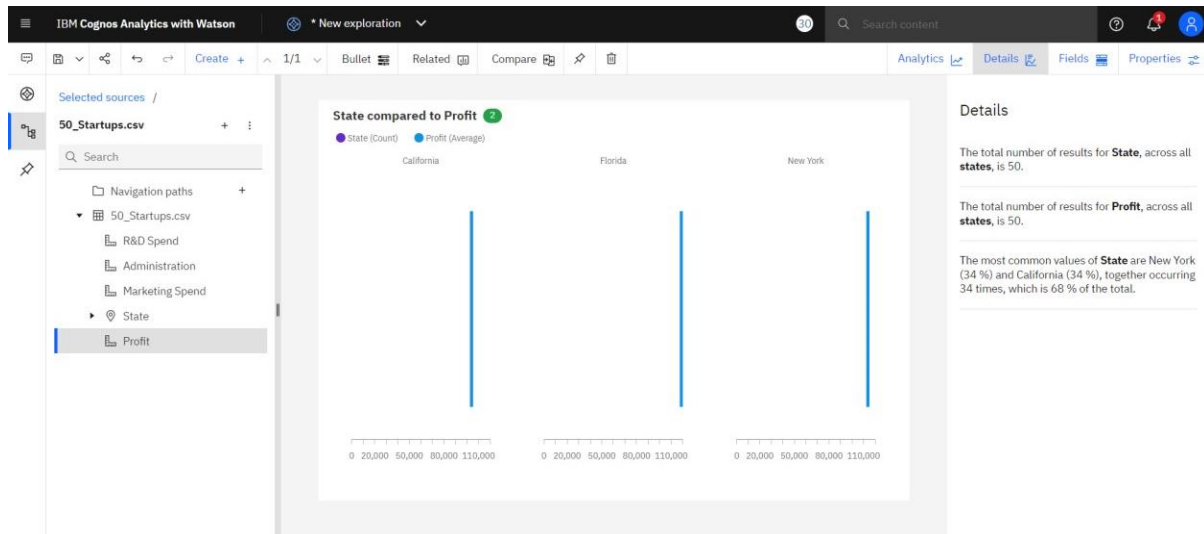 IBM Cognos Analytics with Watson
* New exploration
30
Search content
1
Create +
1/1
Bullet
Related
Compare
Analytics
Details
Fields
Properties
Selected sources /
50_Startups.csv
Search
Navigation paths
50_Startups.csv
R&D Spend
Administration
Marketing Spend
State
Profit
State compared to Profit 2
State (Count) Profit (Average)
California Florida New York
0 20,000 50,000 80,000 110,000 0 20,000 50,000 80,000 110,000 0 20,000 50,000 80,000 110,000
Details
The total number of results for State, across all
states, is 50.
The total number of results for Profit, across all
states, is 50.
The most common values of State are New York
(34 %) and California (34 %), together occurring
34 times, which is 68 % of the total.